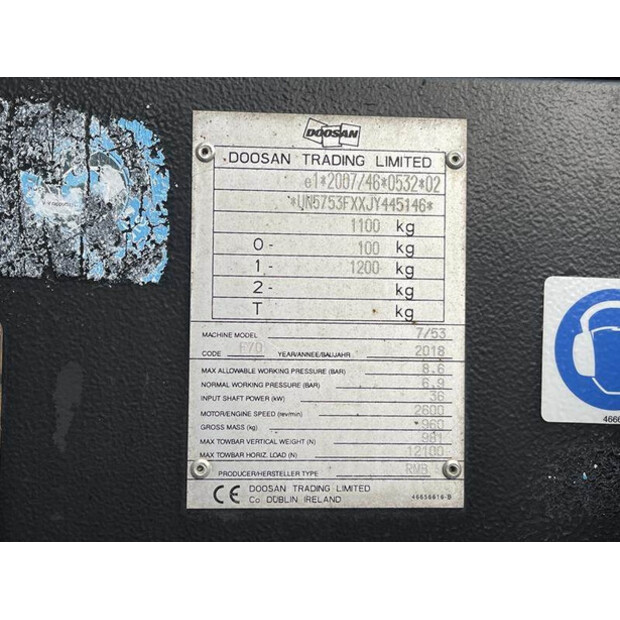 DOOSAN
DOOSAN TRADING LIMITED
e1*2007/46*0532*02
*UN5753FXXJY445146*
1100 kg
0- 100 kg
1- 1200 kg
2- kg
T kg
MACHINE MODEL 7/53
CODE F7D YEAR/ANNEE/BAUJAHR 2018
MAX ALLOWABLE WORKING PRESSURE (BAR) 8.6
NORMAL WORKING PRESSURE (BAR) 6.9
INPUT SHAFT POWER (kW) 36
MOTOR/ENGINE SPEED (rev/min) 2600
GROSS MASS (kg) 960
MAX TOWBAR VERTICAL WEIGHT (N) 981
MAX TOWBAR HORIZ. LOAD (N) 12100
PRODUCER/HERSTELLER TYPE RMB
CE DOOSAN TRADING LIMITED
Co DUBLIN IRELAND 46656616-B